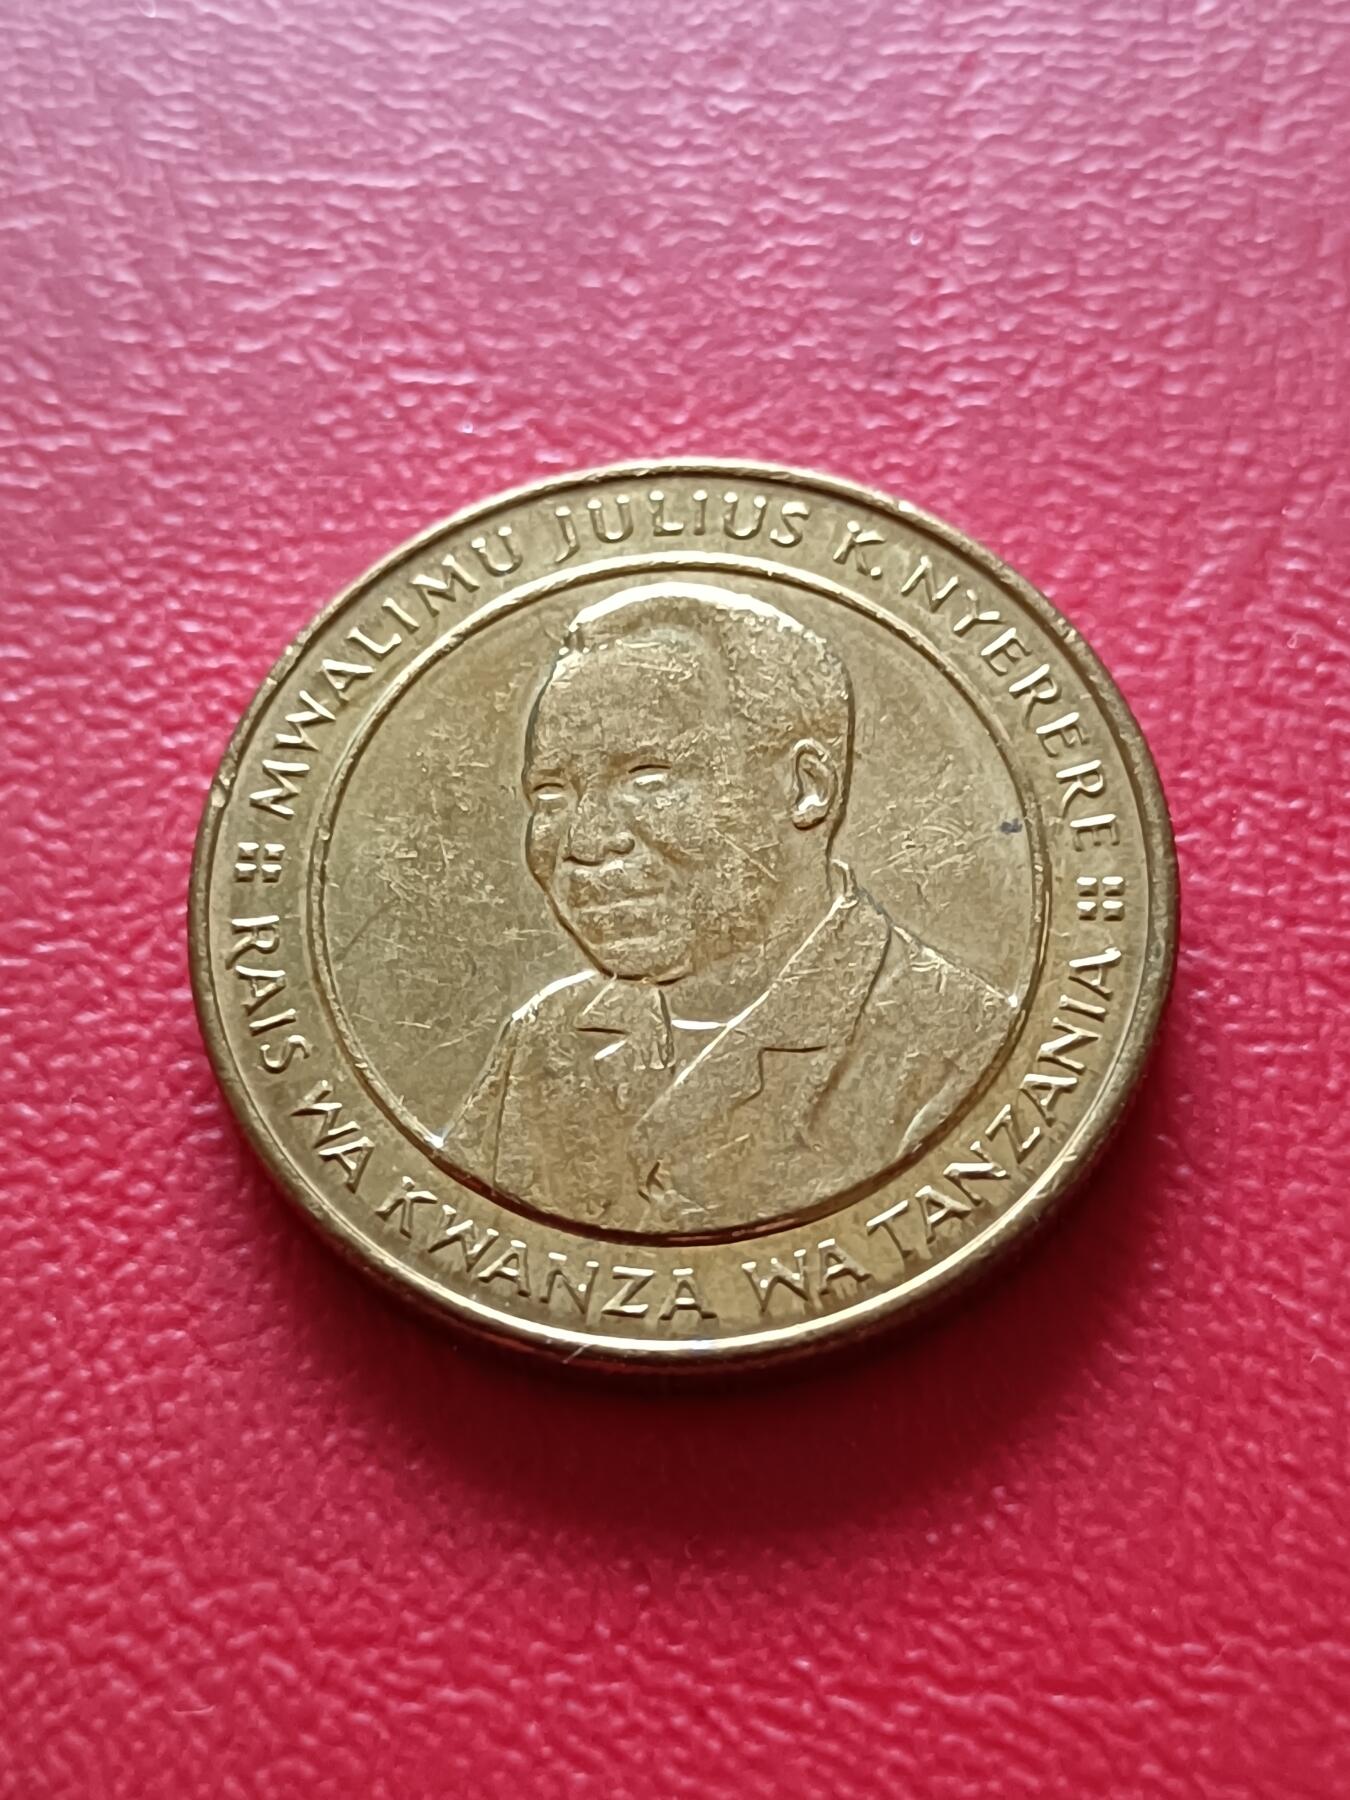 MWALIMU JULIUS K. NYERERE
RAIS WA KWANZA WA TANZANIA